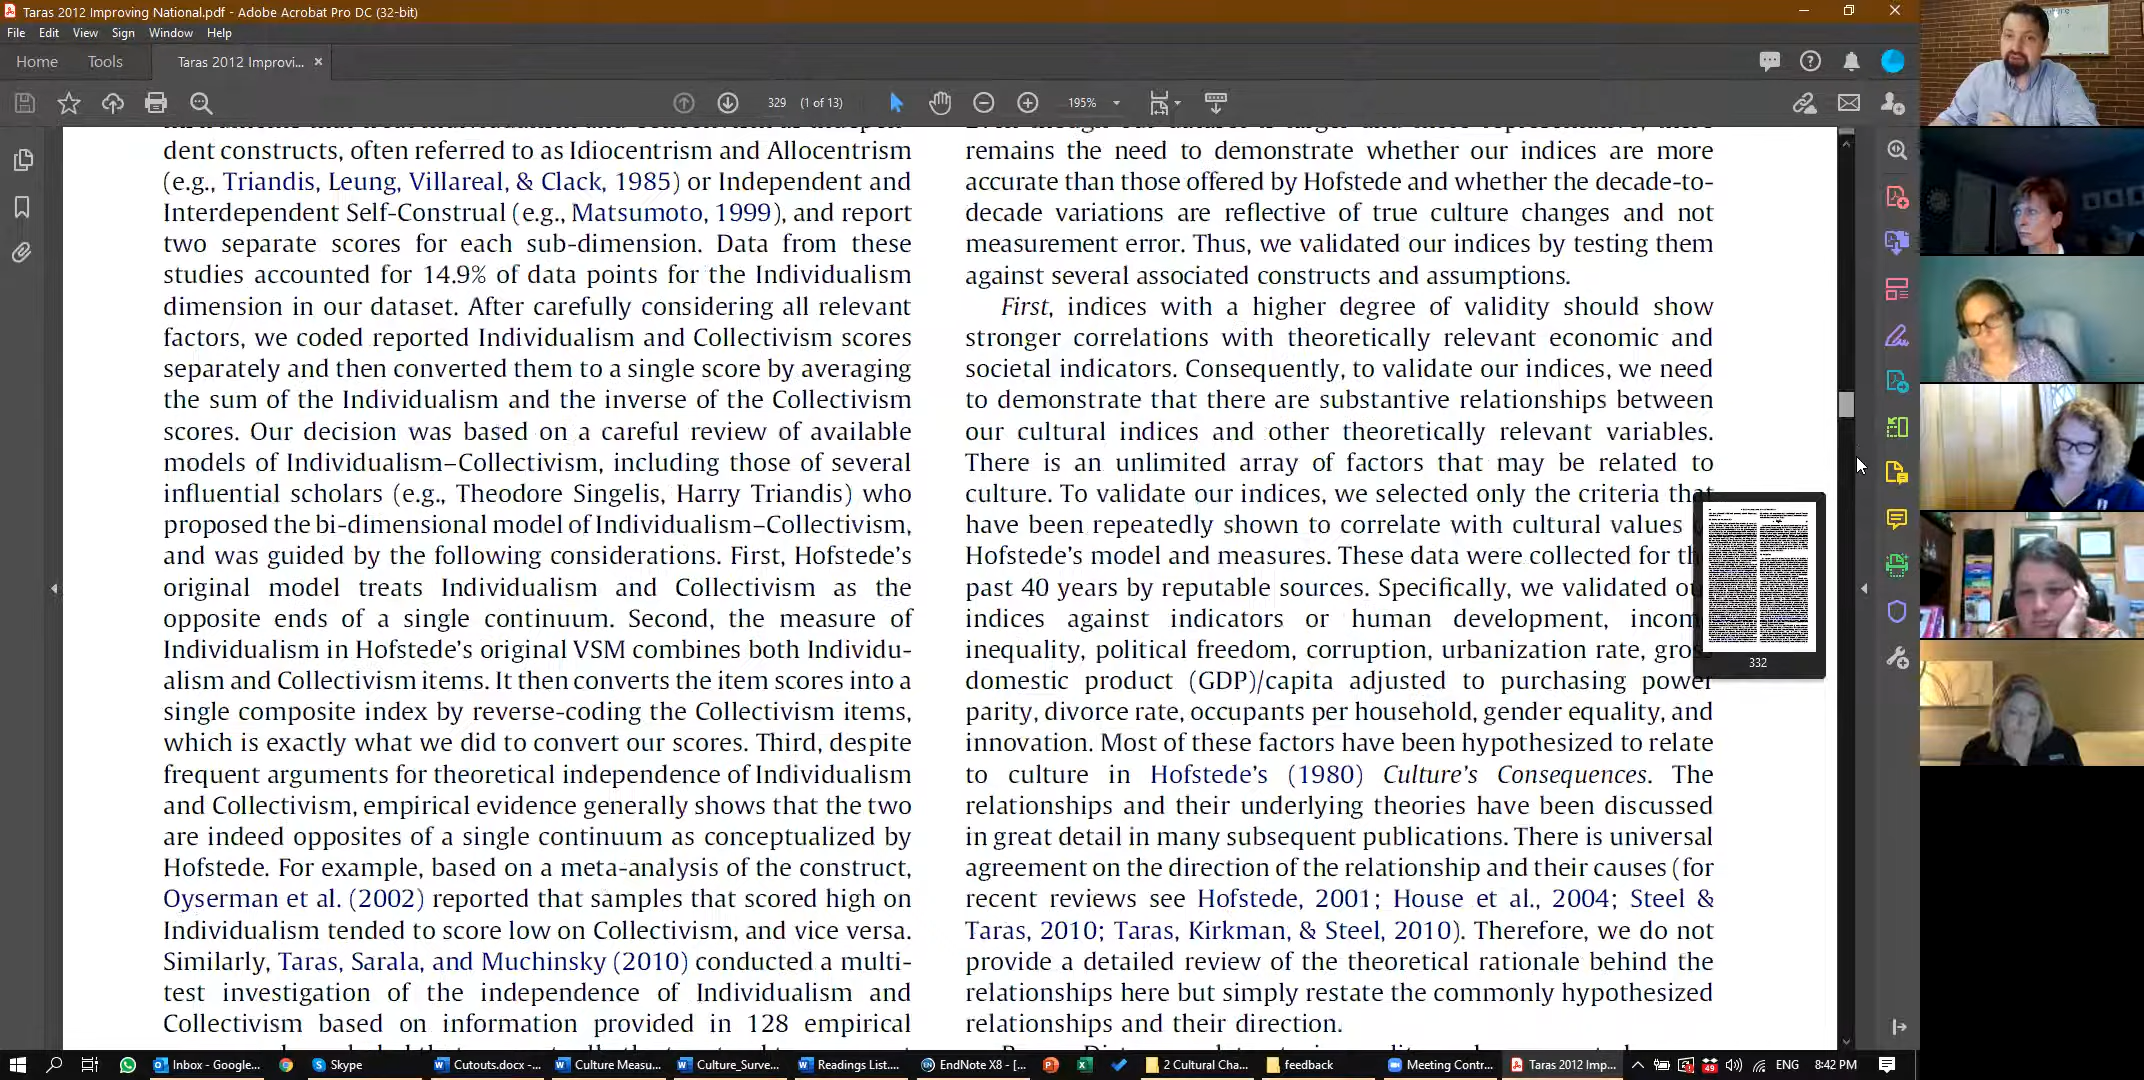 Taras 2012 Improving National.pdf - Adobe Acrobat Pro DC (32-bit)
File Edit View Sign Window Help
Home Tools Taras 2012 Improvi... ×
329 (1 of 13) 195%
dent constructs, often referred to as Idiocentrism and Allocentrism
(e.g., Triandis, Leung, Villareal, & Clack, 1985) or Independent and
Interdependent Self-Construal (e.g., Matsumoto, 1999), and report
two separate scores for each sub-dimension. Data from these
studies accounted for 14.9% of data points for the Individualism
dimension in our dataset. After carefully considering all relevant
factors, we coded reported Individualism and Collectivism scores
separately and then converted them to a single score by averaging
the sum of the Individualism and the inverse of the Collectivism
scores. Our decision was based on a careful review of available
models of Individualism–Collectivism, including those of several
influential scholars (e.g., Theodore Singelis, Harry Triandis) who
proposed the bi-dimensional model of Individualism–Collectivism,
and was guided by the following considerations. First, Hofstede's
original model treats Individualism and Collectivism as the
opposite ends of a single continuum. Second, the measure of
Individualism in Hofstede's original VSM combines both Individu-
alism and Collectivism items. It then converts the item scores into a
single composite index by reverse-coding the Collectivism items,
which is exactly what we did to convert our scores. Third, despite
frequent arguments for theoretical independence of Individualism
and Collectivism, empirical evidence generally shows that the two
are indeed opposites of a single continuum as conceptualized by
Hofstede. For example, based on a meta-analysis of the construct,
Oyserman et al. (2002) reported that samples that scored high on
Individualism tended to score low on Collectivism, and vice versa.
Similarly, Taras, Sarala, and Muchinsky (2010) conducted a multi-
test investigation of the independence of Individualism and
Collectivism based on information provided in 128 empirical
remains the need to demonstrate whether our indices are more
accurate than those offered by Hofstede and whether the decade-to-
decade variations are reflective of true culture changes and not
measurement error. Thus, we validated our indices by testing them
against several associated constructs and assumptions.
First, indices with a higher degree of validity should show
stronger correlations with theoretically relevant economic and
societal indicators. Consequently, to validate our indices, we need
to demonstrate that there are substantive relationships between
our cultural indices and other theoretically relevant variables.
There is an unlimited array of factors that may be related to
culture. To validate our indices, we selected only the criteria that
have been repeatedly shown to correlate with cultural values
Hofstede's model and measures. These data were collected for th
past 40 years by reputable sources. Specifically, we validated ou
indices against indicators or human development, incom
inequality, political freedom, corruption, urbanization rate, gros
domestic product (GDP)/capita adjusted to purchasing power
parity, divorce rate, occupants per household, gender equality, and
innovation. Most of these factors have been hypothesized to relate
to culture in Hofstede's (1980) Culture's Consequences. The
relationships and their underlying theories have been discussed
in great detail in many subsequent publications. There is universal
agreement on the direction of the relationship and their causes (for
recent reviews see Hofstede, 2001; House et al., 2004; Steel &
Taras, 2010; Taras, Kirkman, & Steel, 2010). Therefore, we do not
provide a detailed review of the theoretical rationale behind the
relationships here but simply restate the commonly hypothesized
relationships and their direction.
332
Inbox - Google... Skype Cutouts.docx -... Culture Measu... Culture_Surve... Readings List.... EndNote X8 - [... 2 Cultural Cha... feedback Meeting Contr... Taras 2012 Imp... 49 ENG 8:42 PM